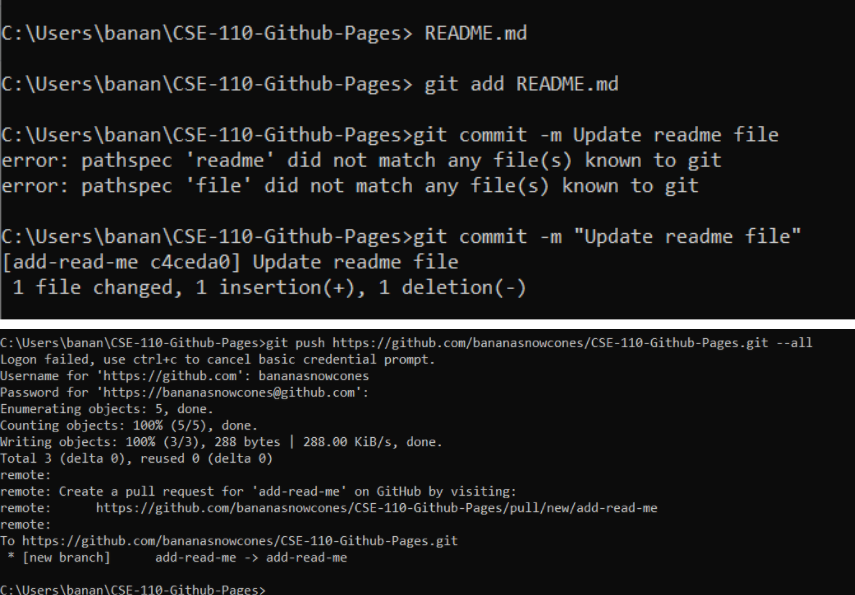 C:\Users\banan\CSE-110-Github-Pages> README.md
C:\Users\banan\CSE-110-Github-Pages> git add README.md
C:\Users\banan\CSE-110-Github-Pages>git commit -m Update readme file
error: pathspec 'readme' did not match any file(s) known to git
error: pathspec 'file' did not match any file(s) known to git
C:\Users\banan\CSE-110-Github-Pages>git commit -m "Update readme file"
[add-read-me c4ceda0] Update readme file
 1 file changed, 1 insertion(+), 1 deletion(-)
C:\Users\banan\CSE-110-Github-Pages>git push https://github.com/bananasnowcones/CSE-110-Github-Pages.git --all
Logon failed, use ctrl+c to cancel basic credential prompt.
Username for 'https://github.com': bananasnowcones
Password for 'https://bananasnowcones@github.com':
Enumerating objects: 5, done.
Counting objects: 100% (5/5), done.
Writing objects: 100% (3/3), 288 bytes | 288.00 KiB/s, done.
Total 3 (delta 0), reused 0 (delta 0)
remote:
remote: Create a pull request for 'add-read-me' on GitHub by visiting:
remote:      https://github.com/bananasnowcones/CSE-110-Github-Pages/pull/new/add-read-me
remote:
To https://github.com/bananasnowcones/CSE-110-Github-Pages.git
 * [new branch]      add-read-me -> add-read-me
C:\Users\banan\CSE-110-Github-Pages>